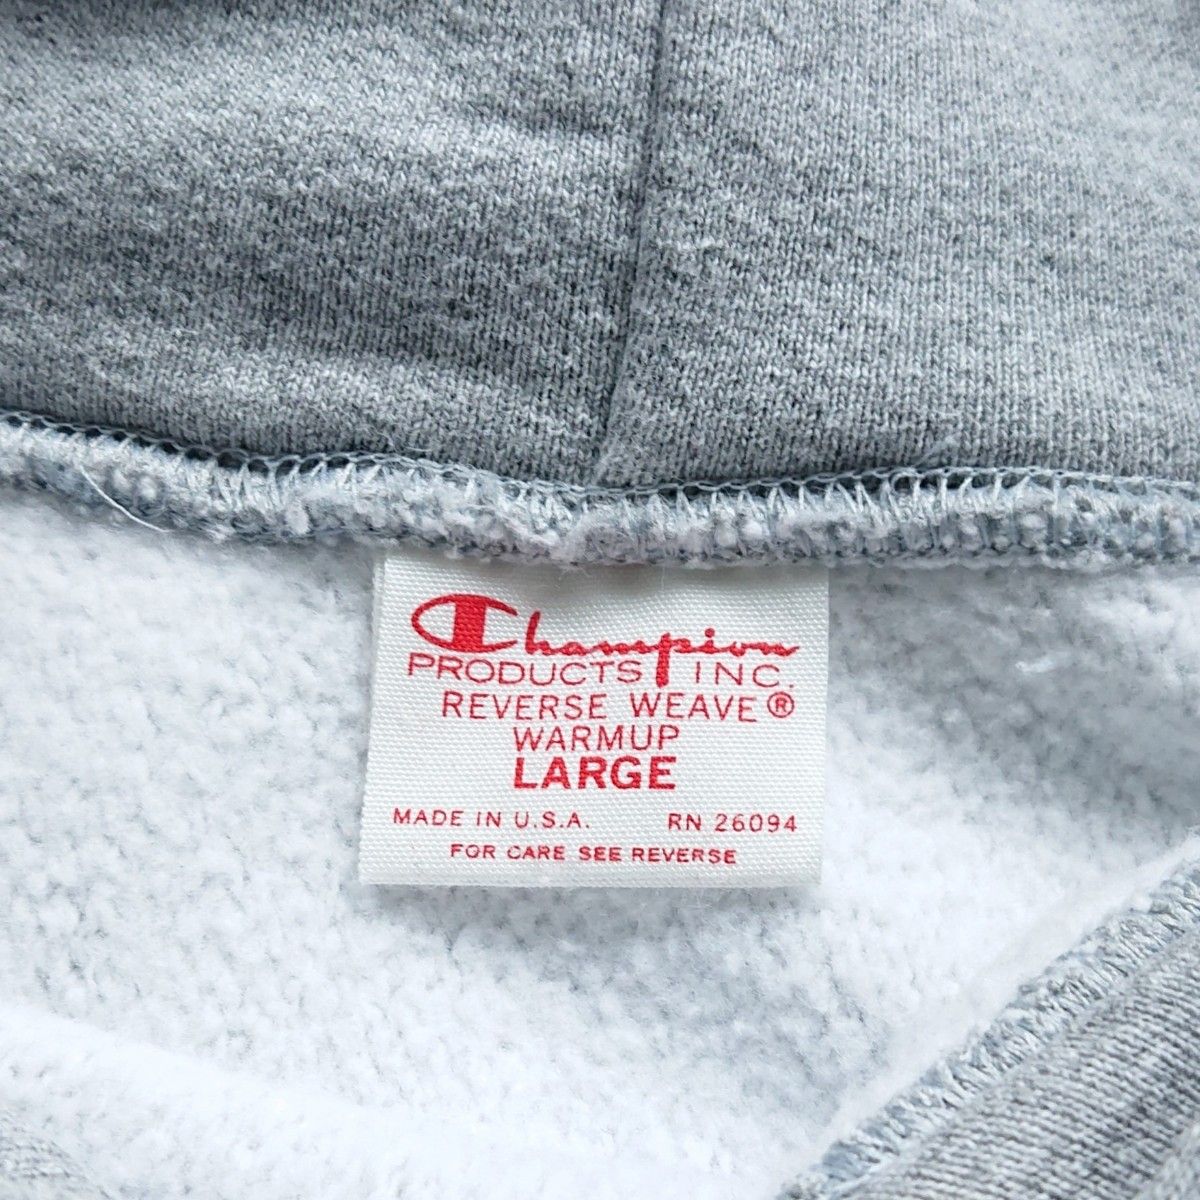 Champion
PRODUCTS INC.
REVERSE WEAVE®
WARMUP
LARGE
MADE IN U.S.A. RN 26094
FOR CARE SEE REVERSE